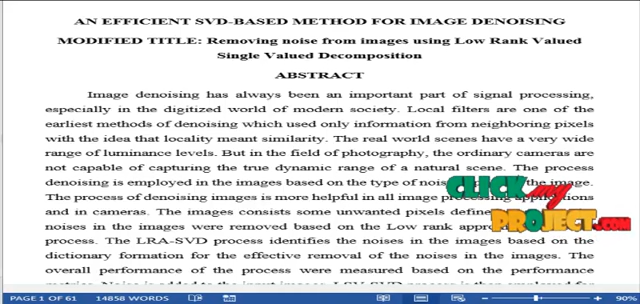 AN EFFICIENT SVD-BASED METHOD FOR IMAGE DENOISING
MODIFIED TITLE: Removing noise from images using Low Rank Valued
Single Valued Decomposition
ABSTRACT
Image denoising has always been an important part of signal processing,
especially in the digitized world of modern society. Local filters are one of the
earliest methods of denoising which used only information from neighboring pixels
with the idea that locality meant similarity. The real world scenes have a very wide
range of luminance levels. But in the field of photography, the ordinary cameras are
not capable of capturing the true dynamic range of a natural scene. The process
denoising is employed in the images based on the type of the image.
The process of denoising images is more helpful in all image
and in cameras. The images consists some unwanted pixels
noises in the images were removed based on the Low rank
process. The LRA-SVD process identifies the noises in the images based on the
dictionary formation for the effective removal of the noises in the images. The
overall performance of the process were measured based on the performance
CLICK my PROJECT.com
PAGE 1 OF 61 14858 WORDS 90%